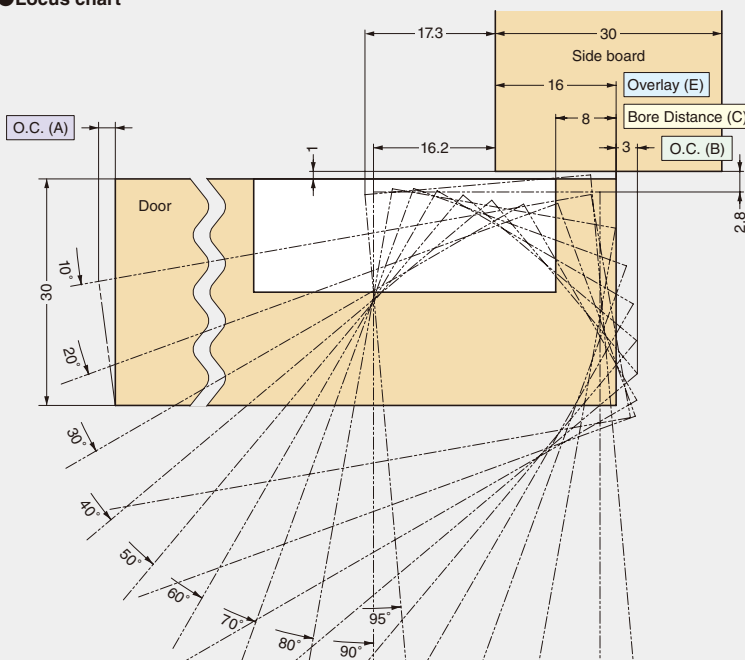 ●Locus chart
17.3
30
Side board
16
Overlay (E)
O.C. (A)
8
Bore Distance (C)
1
16.2
3
O.C. (B)
Door
2.8
10°
30
20°
30°
40°
50°
60°
70°
80°
90°
95°